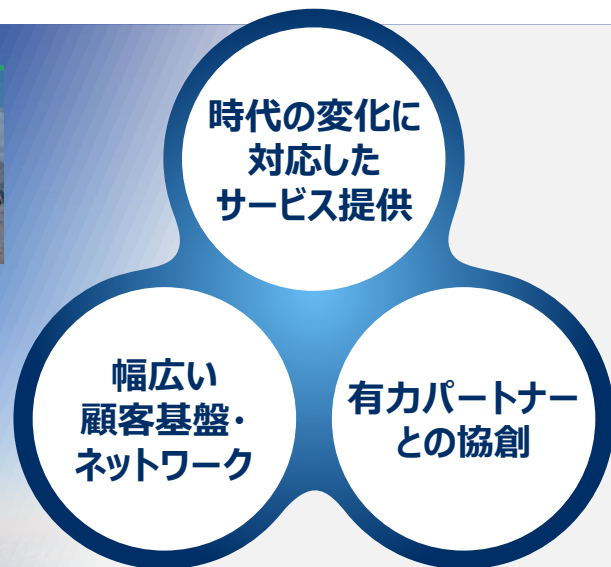 時代の変化に
対応した
サービス提供
幅広い
顧客基盤・
ネットワーク
有力パートナー
との協創